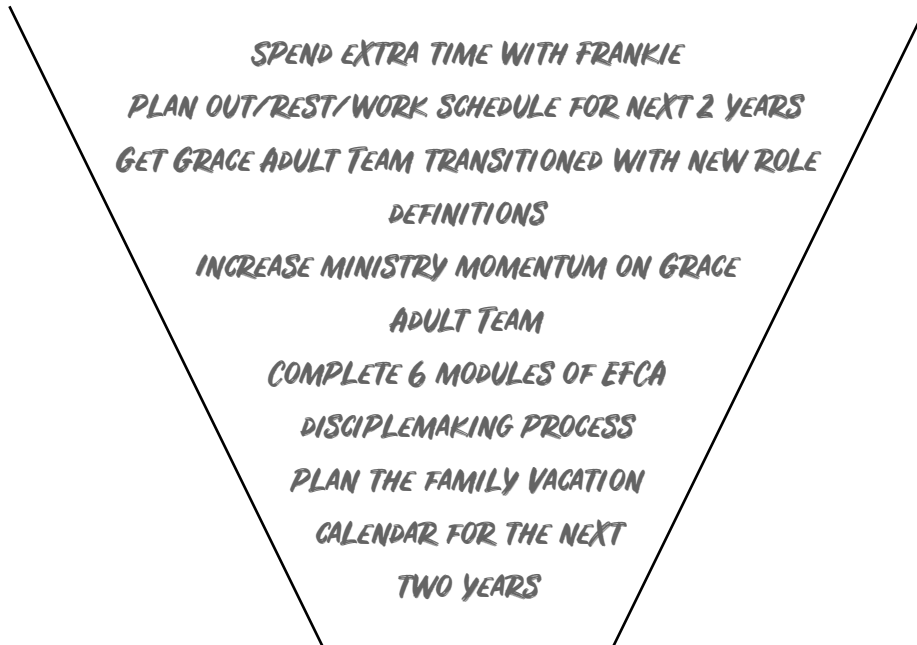 Spend extra time with Frankie
Plan out/rest/work schedule for next 2 years
Get Grace Adult Team transitioned with new role
definitions
Increase ministry momentum on Grace
Adult Team
Complete 6 modules of EFCA
disciplemaking process
Plan the family Vacation
calendar for the next
two years